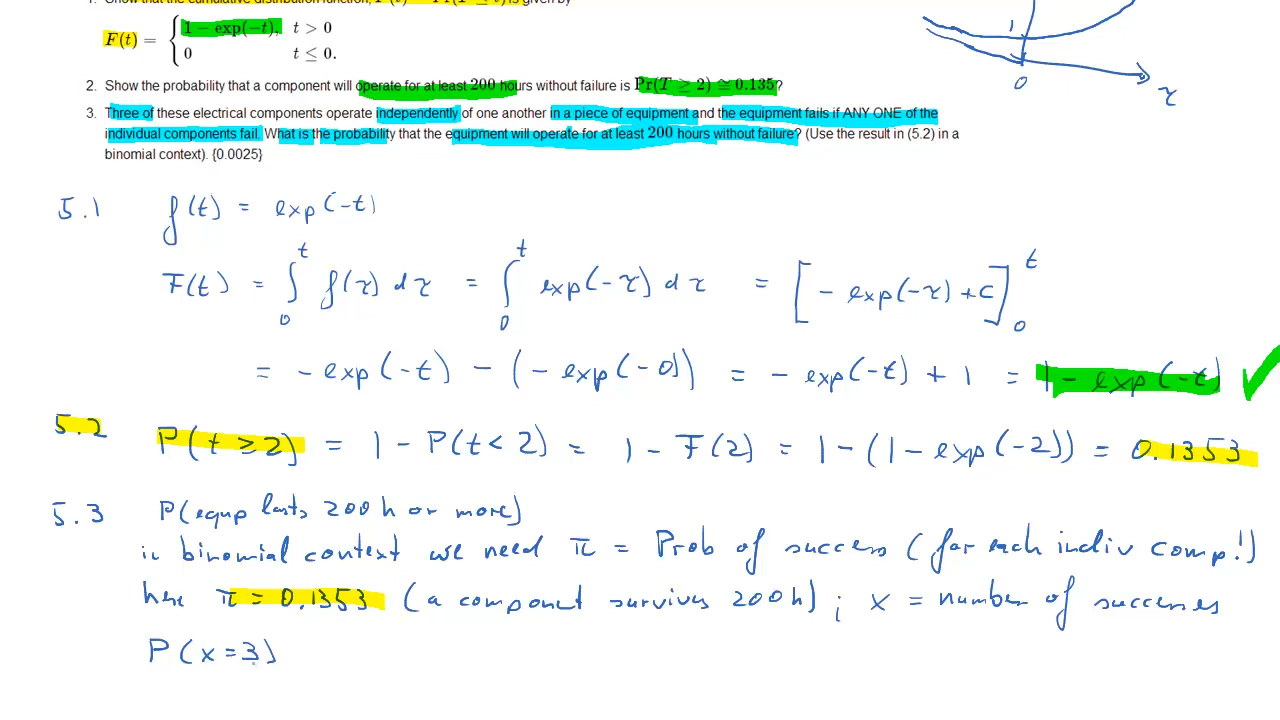 1. Show that the cumulative distribution function, is given by
F(t) = { 1 − exp(−t), t > 0
0 t ≤ 0.
2. Show the probability that a component will operate for at least 200 hours without failure is Pr(T ≥ 2) ≅ 0.135?
3. Three of these electrical components operate independently of one another in a piece of equipment and the equipment fails if ANY ONE of the
individual components fail. What is the probability that the equipment will operate for at least 200 hours without failure? (Use the result in (5.2) in a
binomial context). {0.0025}
1
0
τ
5.1 f(t) = exp(-t)
F(t) = ∫₀ᵗ f(τ) dτ = ∫₀ᵗ exp(-τ) dτ = [- exp(-τ) + c]₀ᵗ
= - exp(-t) - (- exp(-0)) = - exp(-t) + 1 = 1 - exp(-t) ✓
5.2 P(t ≥ 2) = 1 - P(t < 2) = 1 - F(2) = 1 - (1 - exp(-2)) = 0.1353
5.3 P(equip lasts 200 h or more)
in binomial context we need π = Prob of success (for each indiv comp!)
here π = 0.1353 (a component survives 200h) ; x = number of successes
P(x = 3)